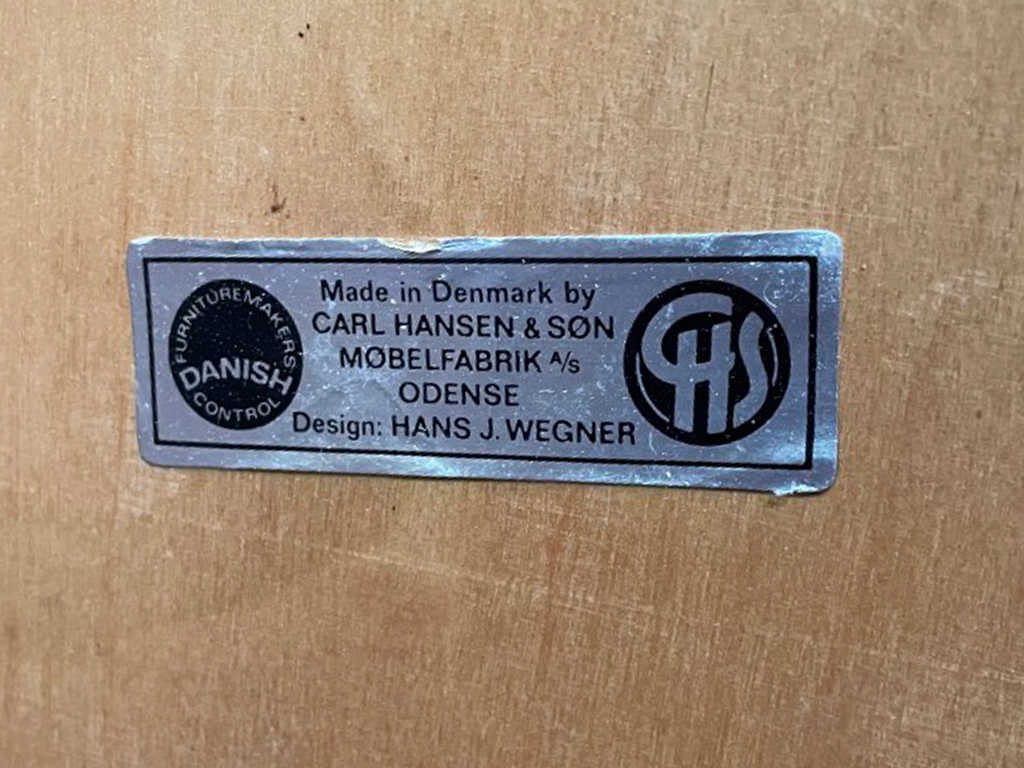 FURNITUREMAKERS
DANISH
CONTROL
Made in Denmark by
CARL HANSEN & SØN
MØBELFABRIK A/s
ODENSE
Design: HANS J. WEGNER
CHS